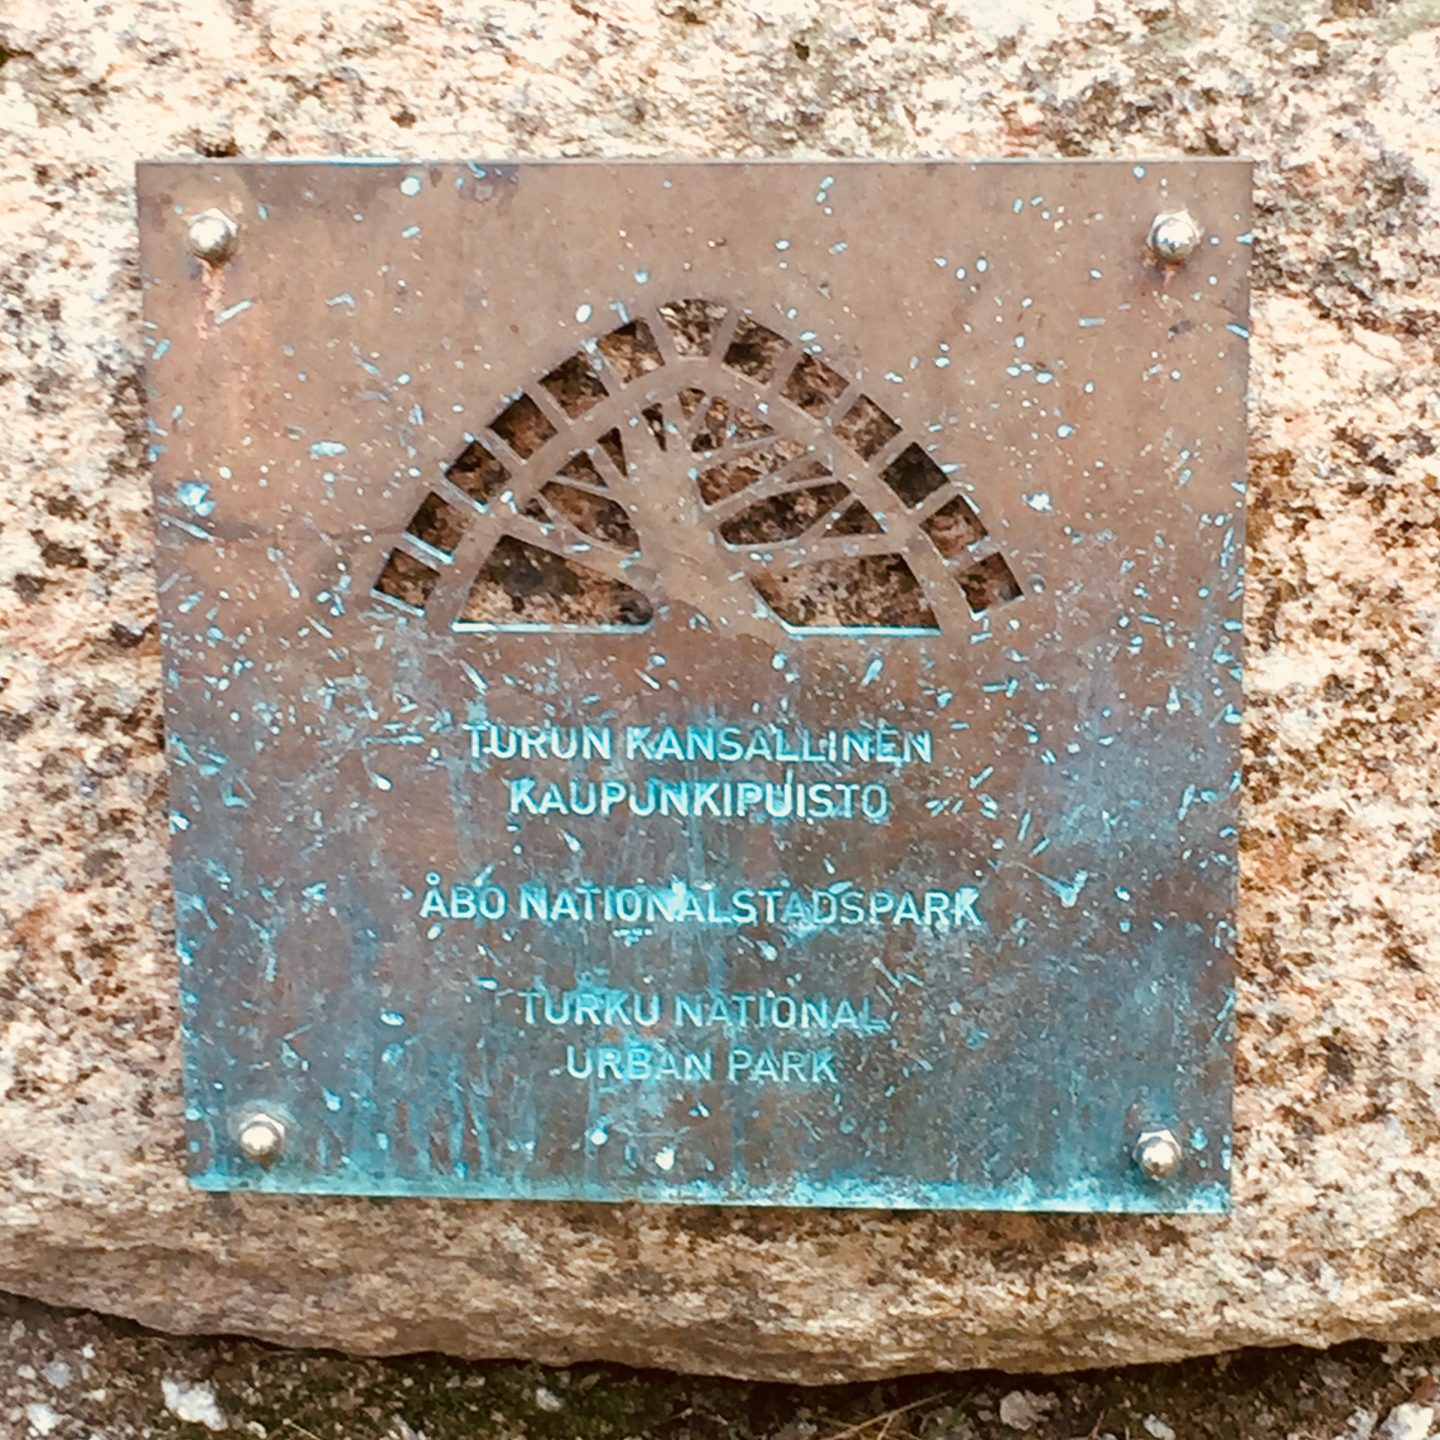 TURUN KANSALLINEN
KAUPUNKIPUISTO
ÅBO NATIONALSTADSPARK
TURKU NATIONAL
URBAN PARK